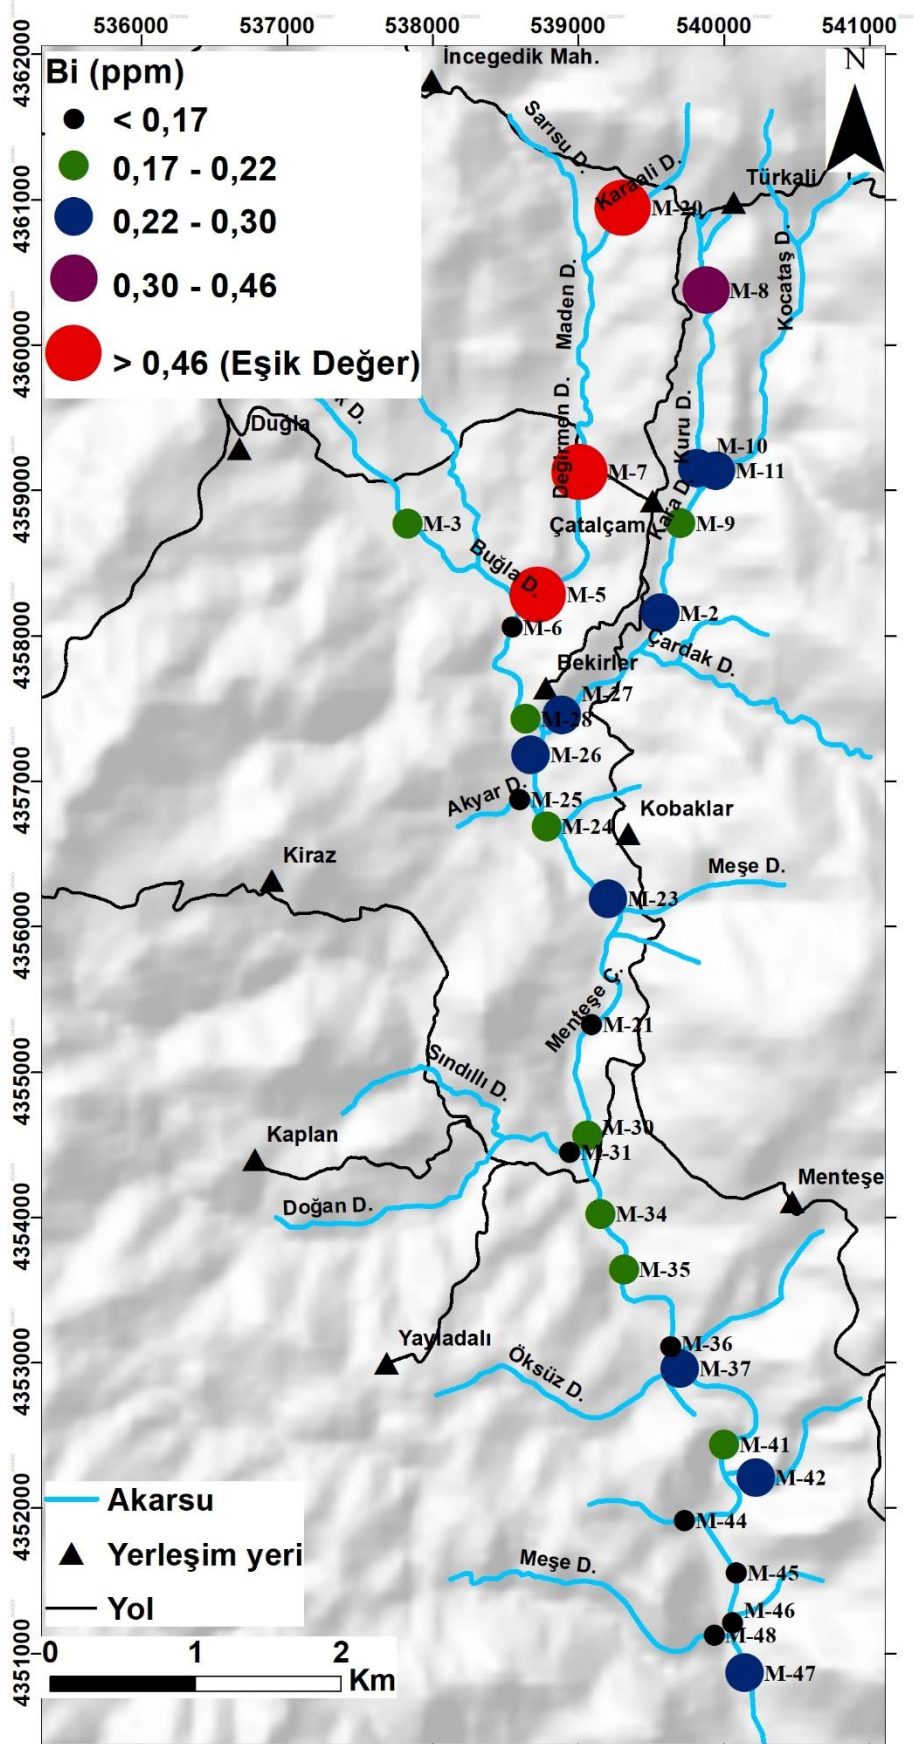 536000 537000 538000 539000 540000 541000
4362000
4361000
4360000
4359000
4358000
4357000
4356000
4355000
4354000
4353000
4352000
4351000
Bi (ppm)
< 0,17
0,17 - 0,22
0,22 - 0,30
0,30 - 0,46
> 0,46 (Eşik Değer)
N
İncegedik Mah.
Sarısu D.
Karaali D.
M-20
Türkali
Kocataş D.
Maden D.
M-8
Değirmen D.
Kuru D.
D.
Duğla
M-10
M-7
M-11
Kara D.
M-3
Çatalçam
M-9
Buğla D.
M-5
M-2
M-6
Çardak D.
Bekirler
M-27
M-28
M-26
Akyar D.
M-25
Kobaklar
M-24
Kiraz
Meşe D.
M-23
Menteşe Ç.
M-21
Sındıllı D.
M-30
Kaplan
M-31
Menteşe
Doğan D.
M-34
M-35
Yayladalı
M-36
Öksüz D.
M-37
M-41
M-42
M-44
Meşe D.
M-45
M-46
M-48
M-47
Akarsu
Yerleşim yeri
Yol
0 1 2
Km